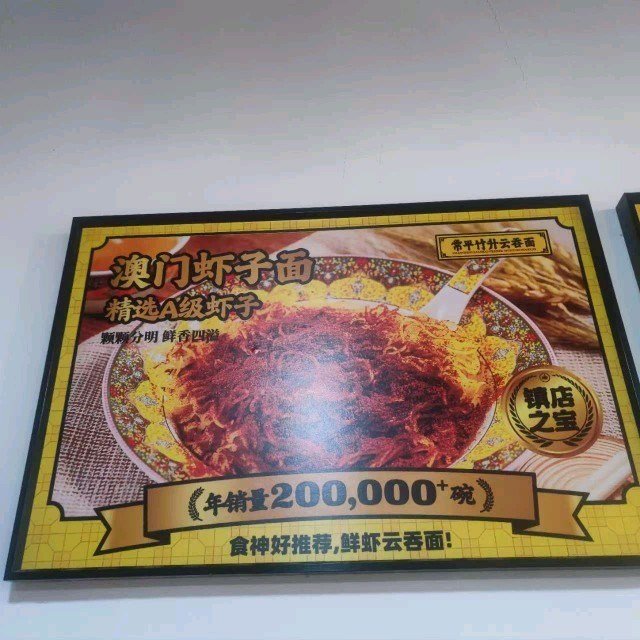 常平竹升云吞面
澳门虾子面
精选A级虾子
颗颗分明 鲜香四溢
镇店
之宝
年销量200,000+碗
食神好推荐,鲜虾云吞面!